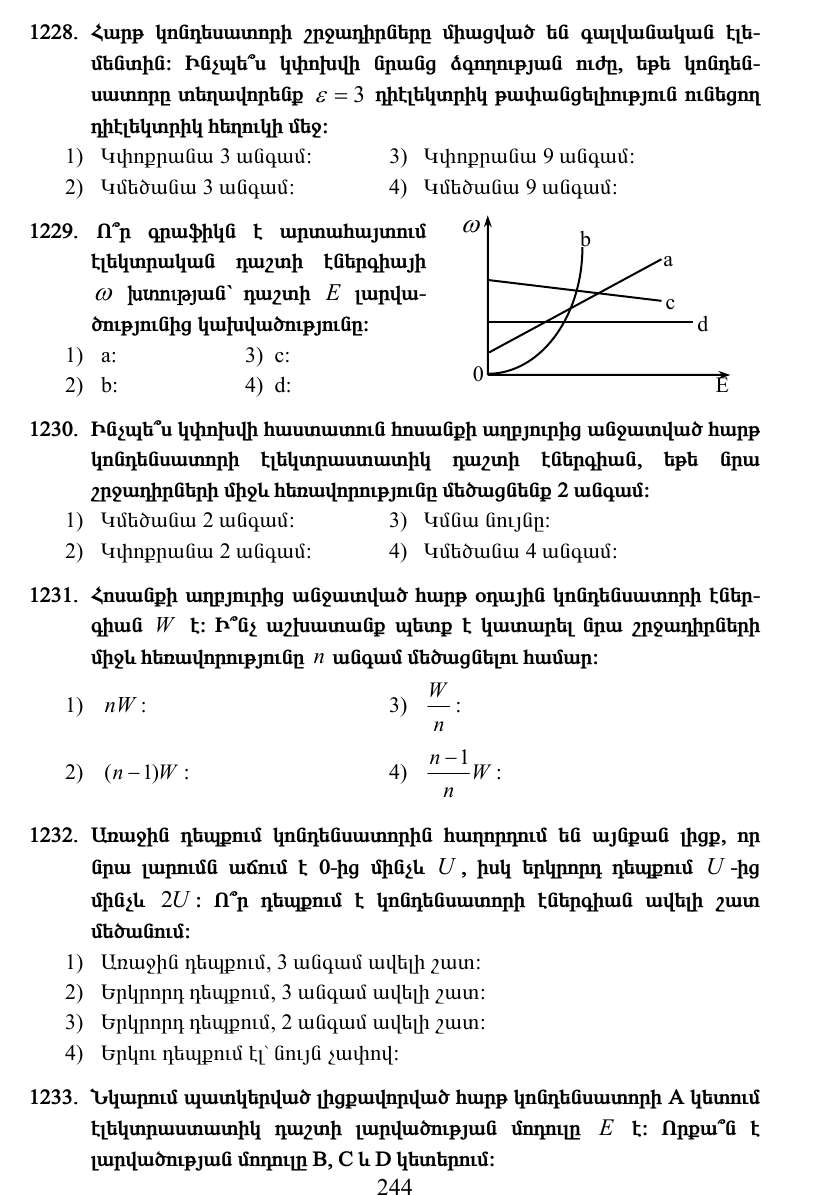 1228. Հարթ կոնդեսատորի շրջադիրները միացված են գալվանական էլե-
մենտին: Ինչպե՞ս կփոխվի նրանց ձգողության ուժը, եթե կոնդեն-
սատորը տեղավորենք ε = 3 դիէլեկտրիկ թափանցելիություն ունեցող
դիէլեկտրիկ հեղուկի մեջ:
1) Կփոքրանա 3 անգամ: 3) Կփոքրանա 9 անգամ:
2) Կմեծանա 3 անգամ: 4) Կմեծանա 9 անգամ:
1229. Ո՞ր գրաֆիկն է արտահայտում
էլեկտրական դաշտի էներգիայի
ω խտության` դաշտի E լարվա-
ծությունից կախվածությունը:
1) a: 3) c:
2) b: 4) d:
ω
b
a
c
d
0
E
1230. Ինչպե՞ս կփոխվի հաստատուն հոսանքի աղբյուրից անջատված հարթ
կոնդենսատորի էլեկտրաստատիկ դաշտի էներգիան, եթե նրա
շրջադիրների միջև հեռավորությունը մեծացնենք 2 անգամ:
1) Կմեծանա 2 անգամ: 3) Կմնա նույնը:
2) Կփոքրանա 2 անգամ: 4) Կմեծանա 4 անգամ:
1231. Հոսանքի աղբյուրից անջատված հարթ օդային կոնդենսատորի էներ-
գիան W է: Ի՞նչ աշխատանք պետք է կատարել նրա շրջադիրների
միջև հեռավորությունը n անգամ մեծացնելու համար:
1) nW : 3) W/n :
2) (n − 1)W : 4) (n − 1)/n W :
1232. Առաջին դեպքում կոնդենսատորին հաղորդում են այնքան լիցք, որ
նրա լարումն աճում է 0-ից մինչև U , իսկ երկրորդ դեպքում U -ից
մինչև 2U : Ո՞ր դեպքում է կոնդենսատորի էներգիան ավելի շատ
մեծանում:
1) Առաջին դեպքում, 3 անգամ ավելի շատ:
2) Երկրորդ դեպքում, 3 անգամ ավելի շատ:
3) Երկրորդ դեպքում, 2 անգամ ավելի շատ:
4) Երկու դեպքում էլ` նույն չափով:
1233. Նկարում պատկերված լիցքավորված հարթ կոնդենսատորի A կետում
էլեկտրաստատիկ դաշտի լարվածության մոդուլը E է: Որքա՞ն է
լարվածության մոդուլը B, C և D կետերում:
244